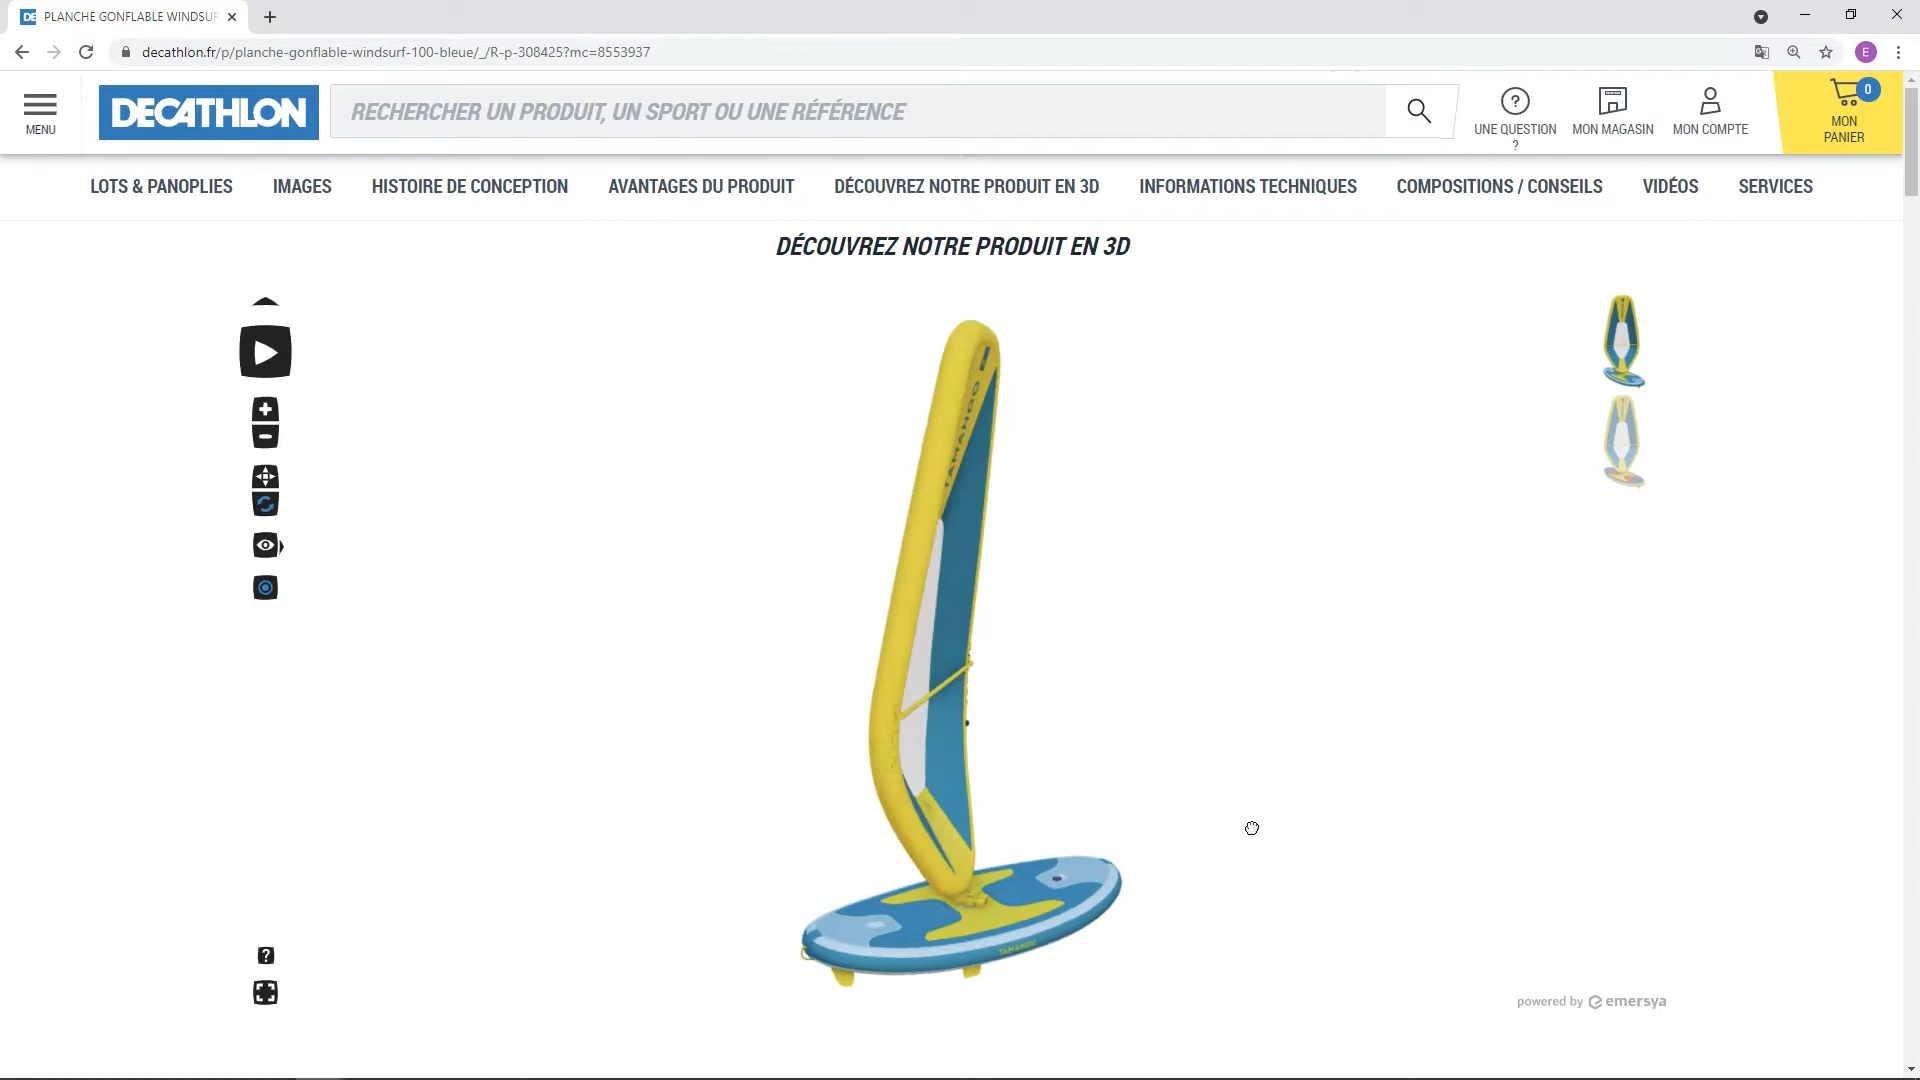 PLANCHE GONFLABLE WINDSUR
decathlon.fr/p/planche-gonflable-windsurf-100-bleue/_/R-p-308425?mc=8553937
E
MENU
DECATHLON
RECHERCHER UN PRODUIT, UN SPORT OU UNE RÉFÉRENCE
UNE QUESTION
?
MON MAGASIN
MON COMPTE
0
MON
PANIER
LOTS & PANOPLIES
IMAGES
HISTOIRE DE CONCEPTION
AVANTAGES DU PRODUIT
DÉCOUVREZ NOTRE PRODUIT EN 3D
INFORMATIONS TECHNIQUES
COMPOSITIONS / CONSEILS
VIDÉOS
SERVICES
DÉCOUVREZ NOTRE PRODUIT EN 3D
TAHAHOO
?
powered by emersya